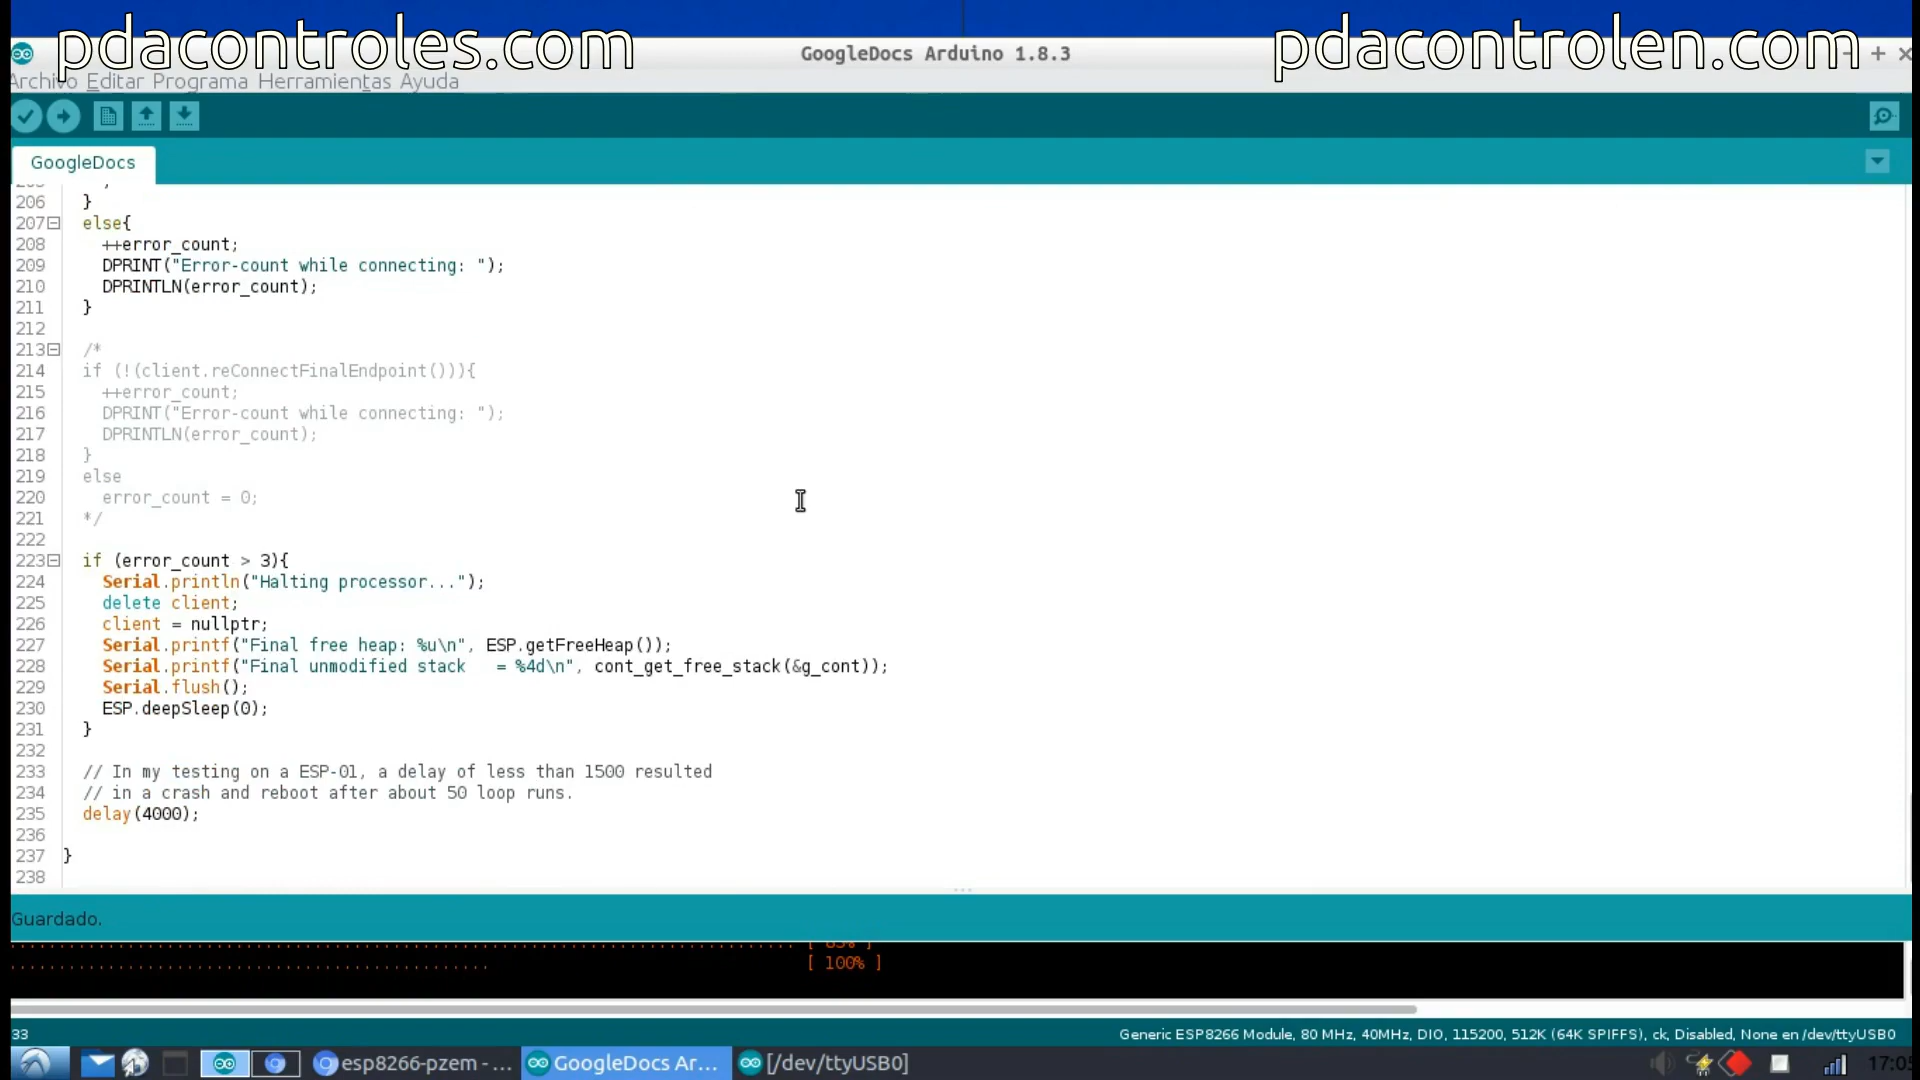 pdacontroles.com
GoogleDocs Arduino 1.8.3
pdacontrolen.com
Archivo Editar Programa Herramientas Ayuda
GoogleDocs
206 }
207 else{
208 ++error_count;
209 DPRINT("Error-count while connecting: ");
210 DPRINTLN(error_count);
211 }
212
213 /*
214 if (!(client.reConnectFinalEndpoint())){
215 ++error_count;
216 DPRINT("Error-count while connecting: ");
217 DPRINTLN(error_count);
218 }
219 else
220 error_count = 0;
221 */
222
223 if (error_count > 3){
224 Serial.println("Halting processor...");
225 delete client;
226 client = nullptr;
227 Serial.printf("Final free heap: %u\n", ESP.getFreeHeap());
228 Serial.printf("Final unmodified stack   = %4d\n", cont_get_free_stack(&g_cont));
229 Serial.flush();
230 ESP.deepSleep(0);
231 }
232
233 // In my testing on a ESP-01, a delay of less than 1500 resulted
234 // in a crash and reboot after about 50 loop runs.
235 delay(4000);
236
237 }
238
Guardado.
[ 100% ]
33
Generic ESP8266 Module, 80 MHz, 40MHz, DIO, 115200, 512K (64K SPIFFS), ck, Disabled, None en /dev/ttyUSB0
esp8266-pzem - ...
GoogleDocs Ar...
[/dev/ttyUSB0]